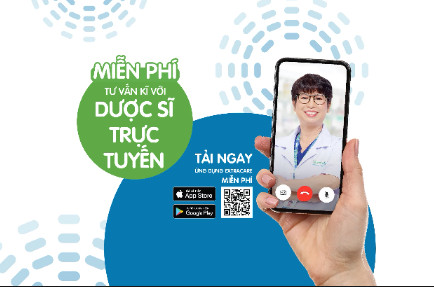 MIỄN PHÍ
TƯ VẤN KĨ VỚI
DƯỢC SĨ
TRỰC
TUYẾN
TẢI NGAY
ỨNG DỤNG EXTRACARE
MIỄN PHÍ
App Store
Google Play